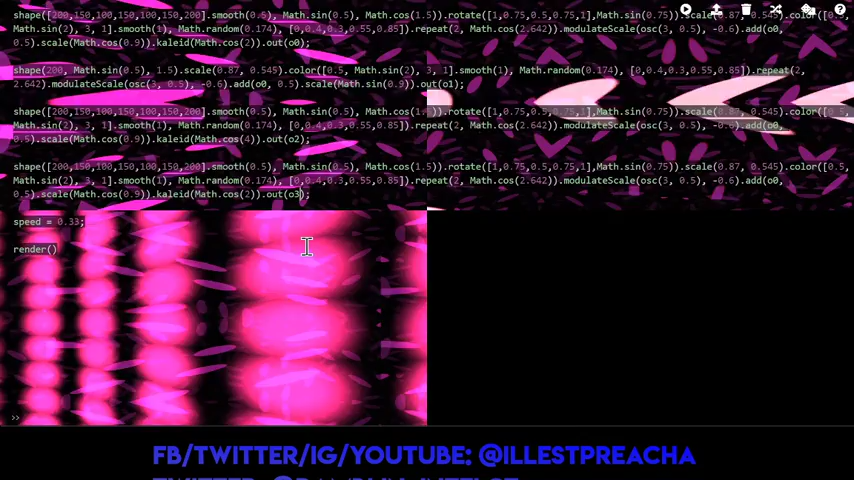 shape([200,150,100,150,100,150,200].smooth(0.5), Math.sin(0.5), Math.cos(1.5)).rotate([1,0.75,0.5,0.75,1],Math.sin(0.75)).scale(0.87, 0.545).color([0.5,
Math.sin(2), 3, 1].smooth(1), Math.random(0.174), [0,0.4,0.3,0.55,0.85]).repeat(2, Math.cos(2.642)).modulateScale(osc(3, 0.5), -0.6).add(o0,
0.5).scale(Math.cos(0.9)).kaleid(Math.cos(2)).out(o0);
shape(200, Math.sin(0.5), 1.5).scale(0.87, 0.545).color([0.5, Math.sin(2), 3, 1].smooth(1), Math.random(0.174), [0,0.4,0.3,0.55,0.85]).repeat(2,
2.642).modulateScale(osc(3, 0.5), -0.6).add(o0, 0.5).scale(Math.sin(0.9)).out(o1);
shape([200,150,100,150,100,150,200].smooth(0.5), Math.sin(0.5), Math.cos(1.5)).rotate([1,0.75,0.5,0.75,1],Math.sin(0.75)).scale(0.87, 0.545).color([0.5,
Math.sin(2), 3, 1].smooth(1), Math.random(0.174), [0,0.4,0.3,0.55,0.85]).repeat(2, Math.cos(2.642)).modulateScale(osc(3, 0.5), -0.6).add(o0,
0.5).scale(Math.cos(0.9)).kaleid(Math.cos(4)).out(o2);
shape([200,150,100,150,100,150,200].smooth(0.5), Math.sin(0.5), Math.cos(1.5)).rotate([1,0.75,0.5,0.75,1],Math.sin(0.75)).scale(0.87, 0.545).color([0.5,
Math.sin(2), 3, 1].smooth(1), Math.random(0.174), [0,0.4,0.3,0.55,0.85]).repeat(2, Math.cos(2.642)).modulateScale(osc(3, 0.5), -0.6).add(o0,
0.5).scale(Math.cos(0.9)).kaleid(Math.cos(2)).out(o3);
speed = 0.33;
render()
>>
FB/TWITTER/IG/YOUTUBE: @ILLESTPREACHA